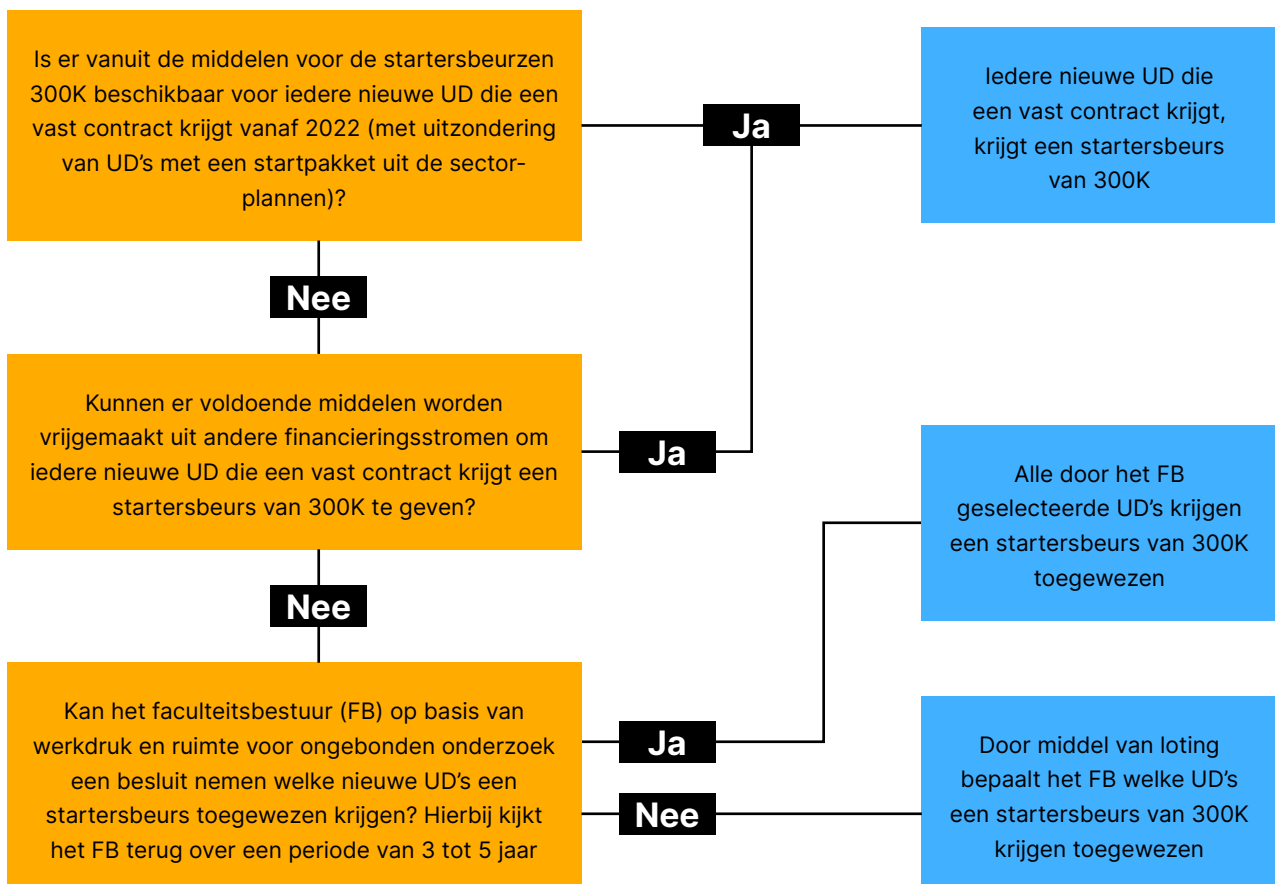 Is er vanuit de middelen voor de startersbeurzen
300K beschikbaar voor iedere nieuwe UD die een
vast contract krijgt vanaf 2022 (met uitzondering
van UD’s met een startpakket uit de sector-
plannen)?
Ja
Iedere nieuwe UD die
een vast contract krijgt,
krijgt een startersbeurs
van 300K
Nee
Kunnen er voldoende middelen worden
vrijgemaakt uit andere financieringsstromen om
iedere nieuwe UD die een vast contract krijgt een
startersbeurs van 300K te geven?
Ja
Nee
Kan het faculteitsbestuur (FB) op basis van
werkdruk en ruimte voor ongebonden onderzoek
een besluit nemen welke nieuwe UD’s een
startersbeurs toegewezen krijgen? Hierbij kijkt
het FB terug over een periode van 3 tot 5 jaar
Ja
Alle door het FB
geselecteerde UD’s krijgen
een startersbeurs van 300K
toegewezen
Nee
Door middel van loting
bepaalt het FB welke UD’s
een startersbeurs van 300K
krijgen toegewezen